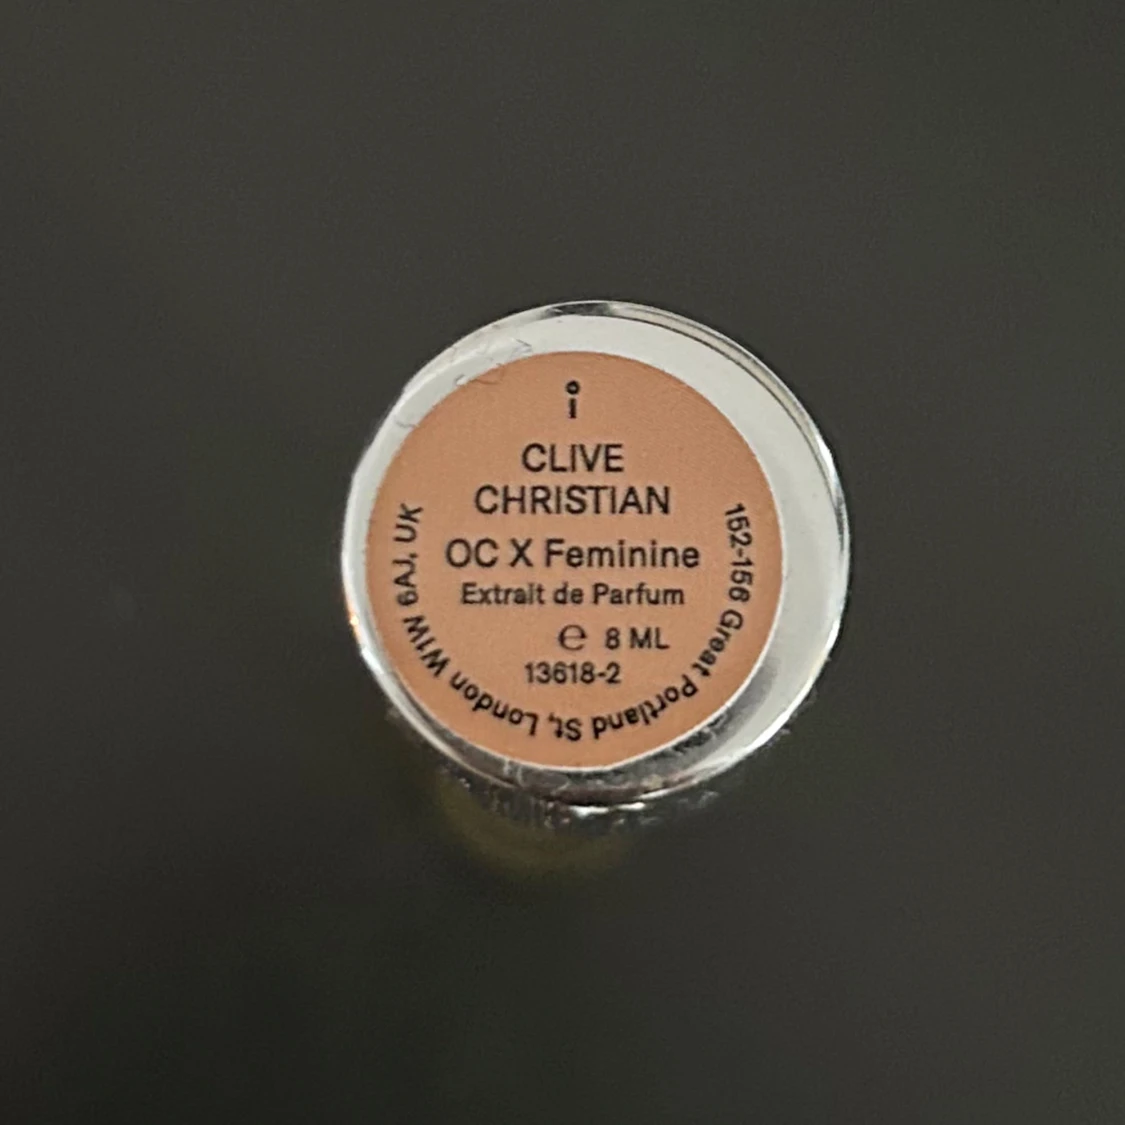 i
CLIVE
CHRISTIAN
OC X Feminine
Extrait de Parfum
℮ 8 ML
13618-2
152-156 Great Portland St, London W1W 6AJ, UK